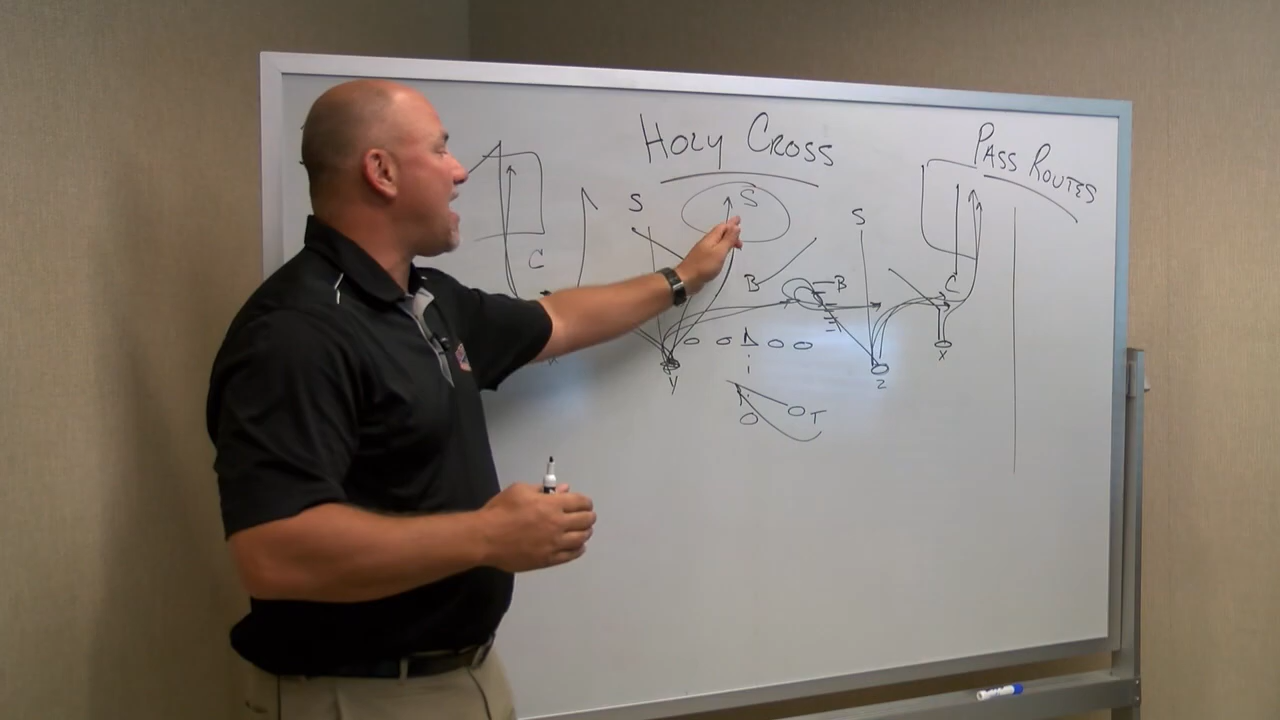 HOLY CROSS
PASS ROUTES
S S S
C B B C
Y Z X
T